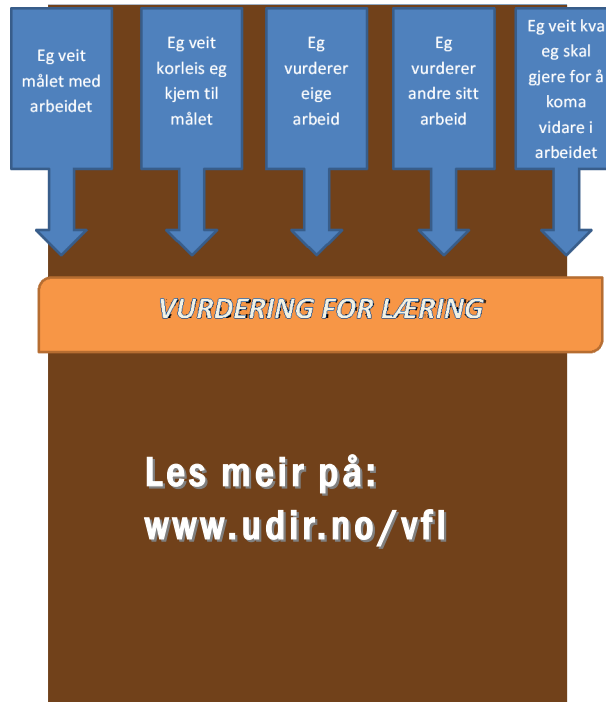 Eg veit
målet med
arbeidet
Eg veit
korleis eg
kjem til
målet
Eg
vurderer
eige
arbeid
Eg
vurderer
andre sitt
arbeid
Eg veit kva
eg skal
gjere for å
koma
vidare i
arbeidet
VURDERING FOR LÆRING
Les meir på:
www.udir.no/vfl